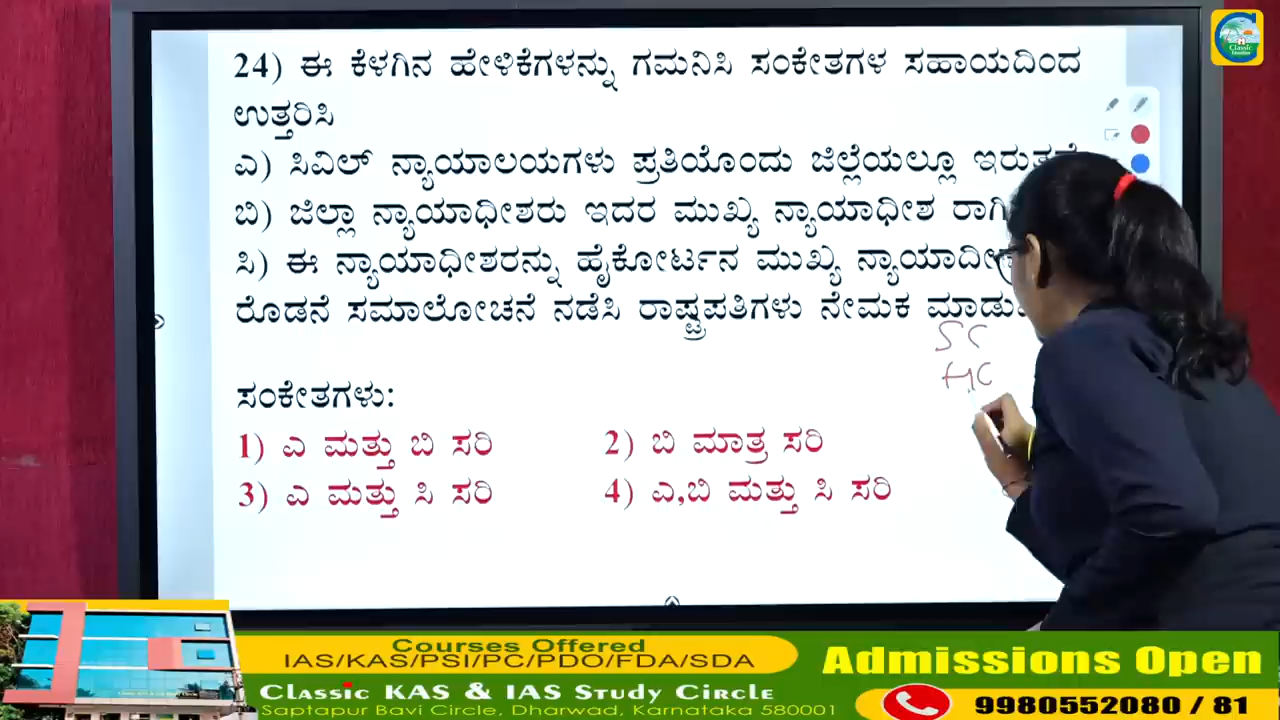 24) ಈ ಕೆಳಗಿನ ಹೇಳಿಕೆಗಳನ್ನು ಗಮನಿಸಿ ಸಂಕೇತಗಳ ಸಹಾಯದಿಂದ
ಉತ್ತರಿಸಿ
ಎ) ಸಿವಿಲ್ ನ್ಯಾಯಾಲಯಗಳು ಪ್ರತಿಯೊಂದು ಜಿಲ್ಲೆಯಲ್ಲೂ
ಬಿ) ಜಿಲ್ಲಾ ನ್ಯಾಯಾಧೀಶರು ಇದರ ಮುಖ್ಯ ನ್ಯಾಯಾಧೀಶ
ಸಿ) ಈ ನ್ಯಾಯಾಧೀಶರನ್ನು ಹೈಕೋರ್ಟನ ಮುಖ್ಯ
ರೊಡನೆ ಸಮಾಲೋಚನೆ ನಡೆಸಿ ರಾಷ್ಟ್ರಪತಿಗಳು ನೇಮಕ
SC
HC
ಸಂಕೇತಗಳು:
1) ಎ ಮತ್ತು ಬಿ ಸರಿ 2) ಬಿ ಮಾತ್ರ ಸರಿ
3) ಎ ಮತ್ತು ಸಿ ಸರಿ 4) ಎ,ಬಿ ಮತ್ತು ಸಿ ಸರಿ
Classic
Courses Offered
IAS/KAS/PSI/PC/PDO/FDA/SDA
Classic KAS & IAS Study Circle
Saptapur Bavi Circle, Dharwad, Karnataka 580001
Admissions Open
9980552080 / 81